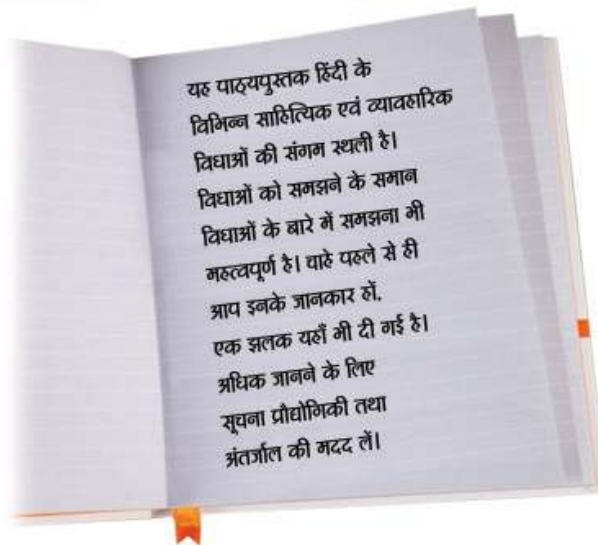 यह पाठ्यपुस्तक हिंदी के
विभिन्न साहित्यिक एवं व्यावहारिक
विधाओं की संगम स्थली है।
विधाओं को समझने के समान
विधाओं के बारे में समझना भी
महत्वपूर्ण है। चाहे पहले से ही
आप इनके जानकार हों,
एक झलक यहाँ भी दी गई है।
अधिक जानने के लिए
सूचना प्रौद्योगिकी तथा
अंतर्जाल की मदद लें।